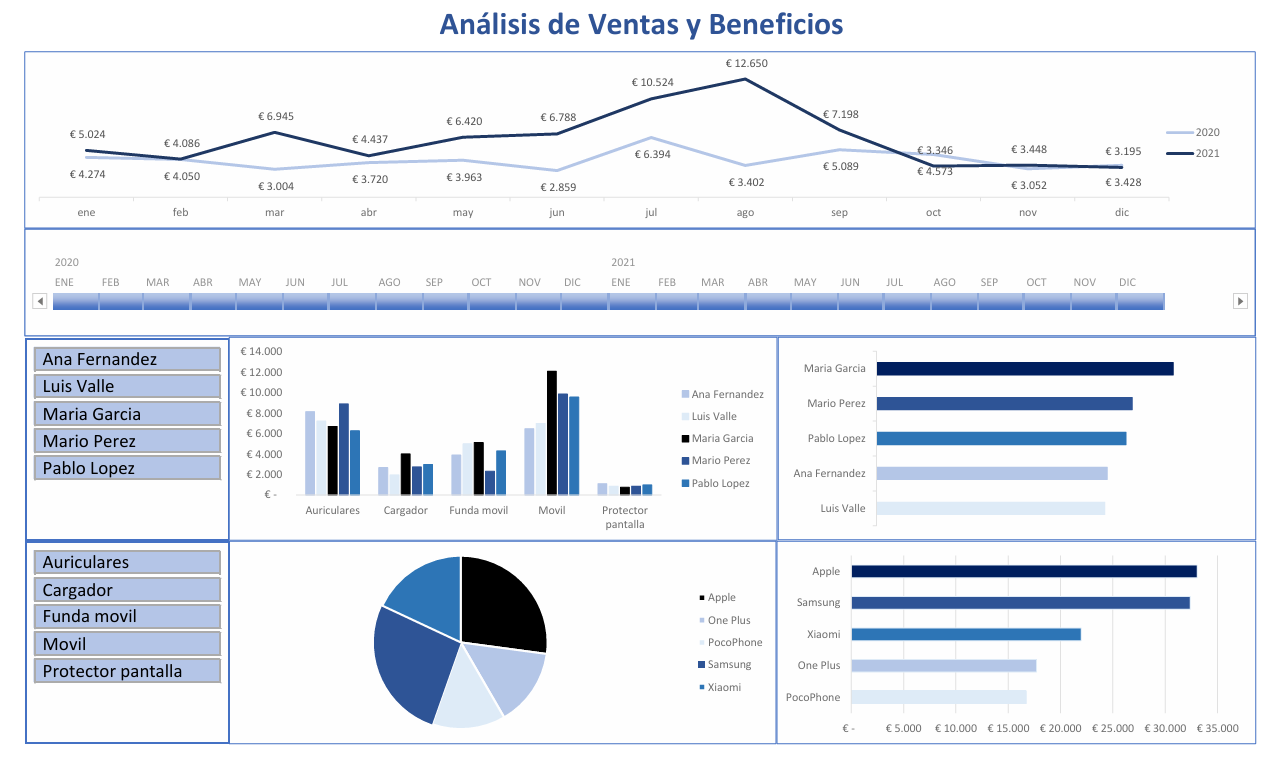 Análisis de Ventas y Beneficios
€ 12.650
€ 10.524
€ 6.945 € 6.420 € 6.788 € 7.198
€ 5.024 € 4.086 € 4.437
€ 3.346 € 3.448 € 3.195
€ 4.274 € 4.050 € 3.004 € 3.720 € 3.963 € 2.859 € 6.394 € 3.402 € 5.089 € 4.573 € 3.052 € 3.428
2020
2021
ene feb mar abr may jun jul ago sep oct nov dic
2020 2021
ENE FEB MAR ABR MAY JUN JUL AGO SEP OCT NOV DIC ENE FEB MAR ABR MAY JUN JUL AGO SEP OCT NOV DIC
Ana Fernandez
Luis Valle
Maria Garcia
Mario Perez
Pablo Lopez
€ 14.000
€ 12.000
€ 10.000
€ 8.000
€ 6.000
€ 4.000
€ 2.000
€ -
Auriculares Cargador Funda movil Movil Protector
pantalla
Ana Fernandez
Luis Valle
Maria Garcia
Mario Perez
Pablo Lopez
Maria Garcia
Mario Perez
Pablo Lopez
Ana Fernandez
Luis Valle
Auriculares
Cargador
Funda movil
Movil
Protector pantalla
Apple
One Plus
PocoPhone
Samsung
Xiaomi
Apple
Samsung
Xiaomi
One Plus
PocoPhone
€ - € 5.000 € 10.000 € 15.000 € 20.000 € 25.000 € 30.000 € 35.000